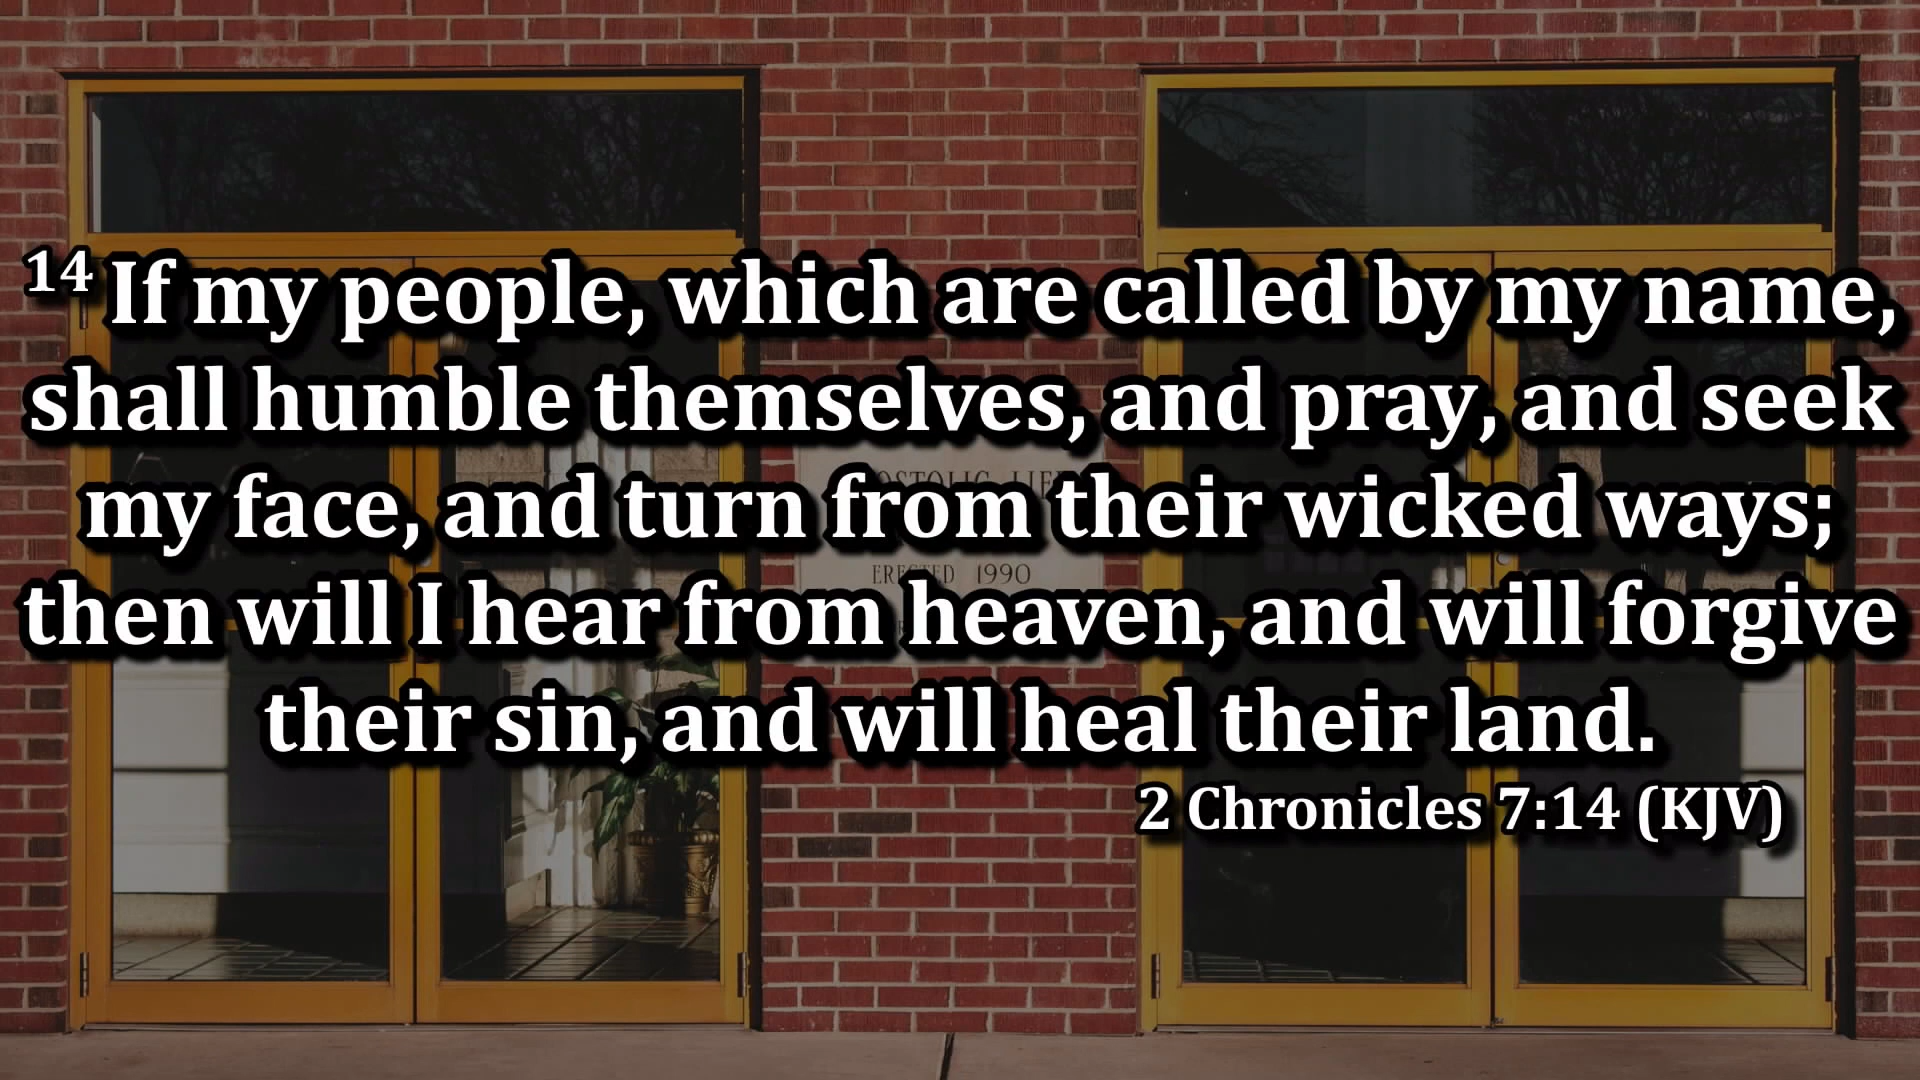 14 If my people, which are called by my name,
shall humble themselves, and pray, and seek
my face, and turn from their wicked ways;
then will I hear from heaven, and will forgive
their sin, and will heal their land.
2 Chronicles 7:14 (KJV)
ERECTED 1990